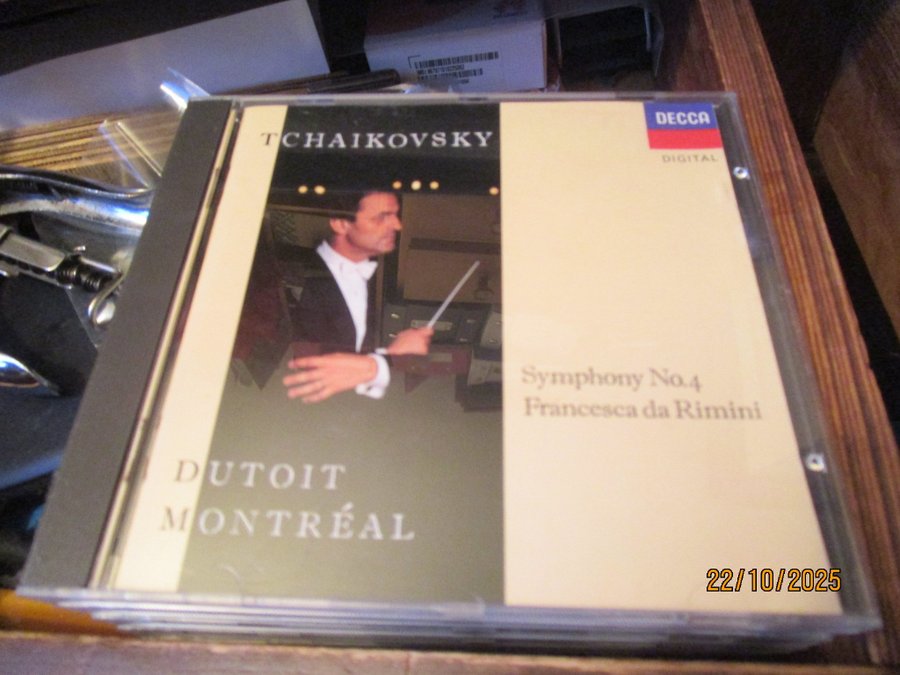 TCHAIKOVSKY
DECCA
DIGITAL
Symphony No.4
Francesca da Rimini
DUTOIT
MONTRÉAL
22/10/2025